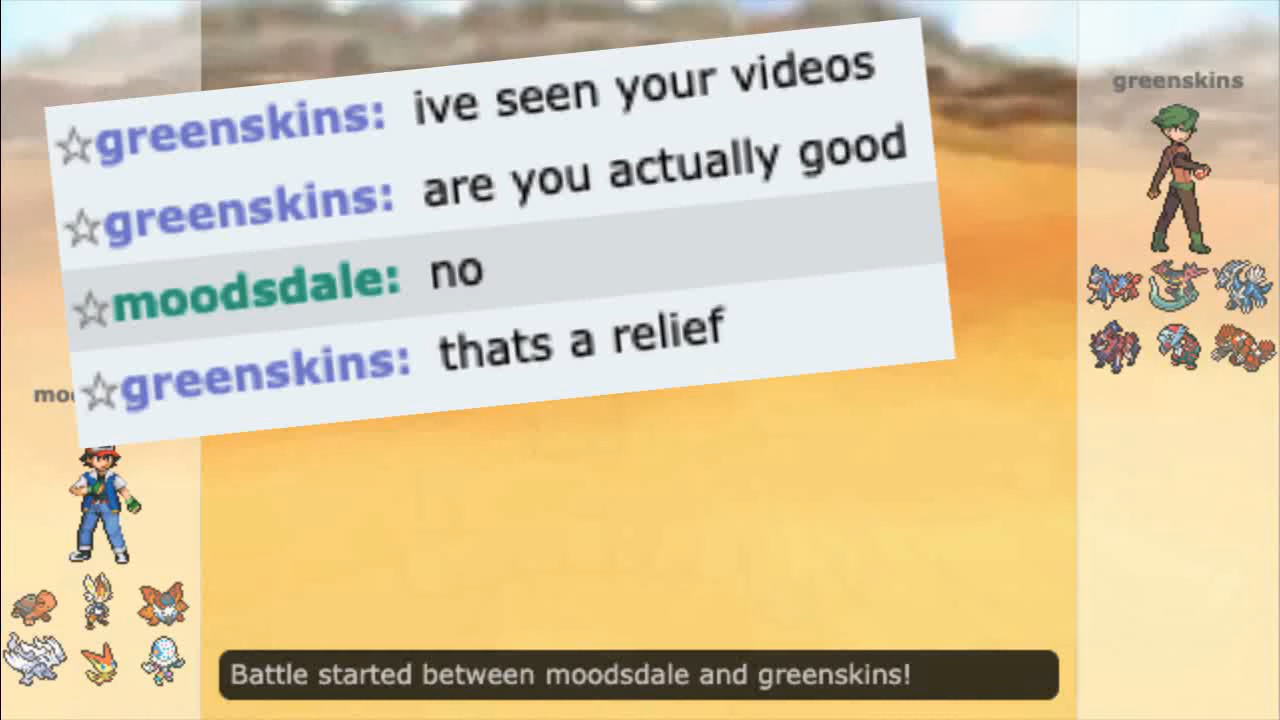 greenskins
☆greenskins: ive seen your videos
☆greenskins: are you actually good
☆moodsdale: no
☆greenskins: thats a relief
Battle started between moodsdale and greenskins!